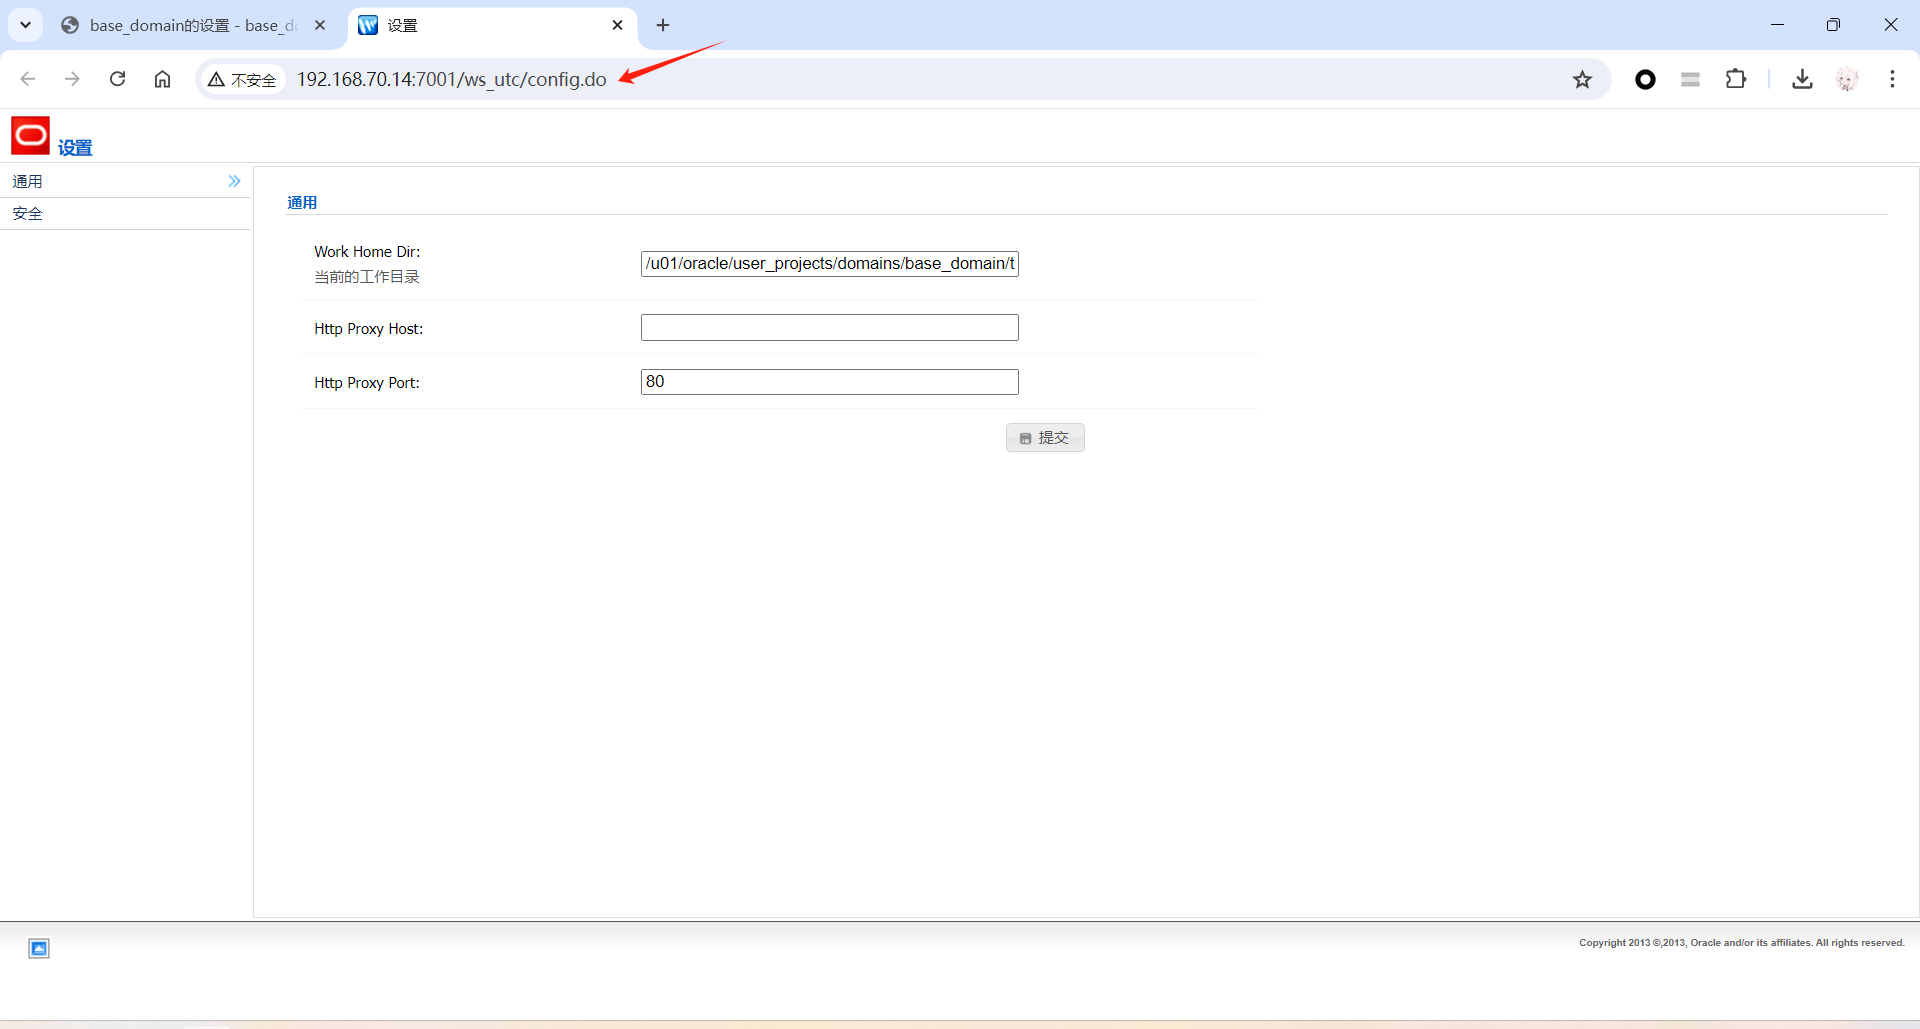 base_domain的设置 - base_do
设置
不安全
192.168.70.14:7001/ws_utc/config.do
设置
通用
安全
通用
Work Home Dir:
当前的工作目录
/u01/oracle/user_projects/domains/base_domain/t
Http Proxy Host:
Http Proxy Port:
80
提交
Copyright 2013 ©,2013, Oracle and/or its affiliates. All rights reserved.